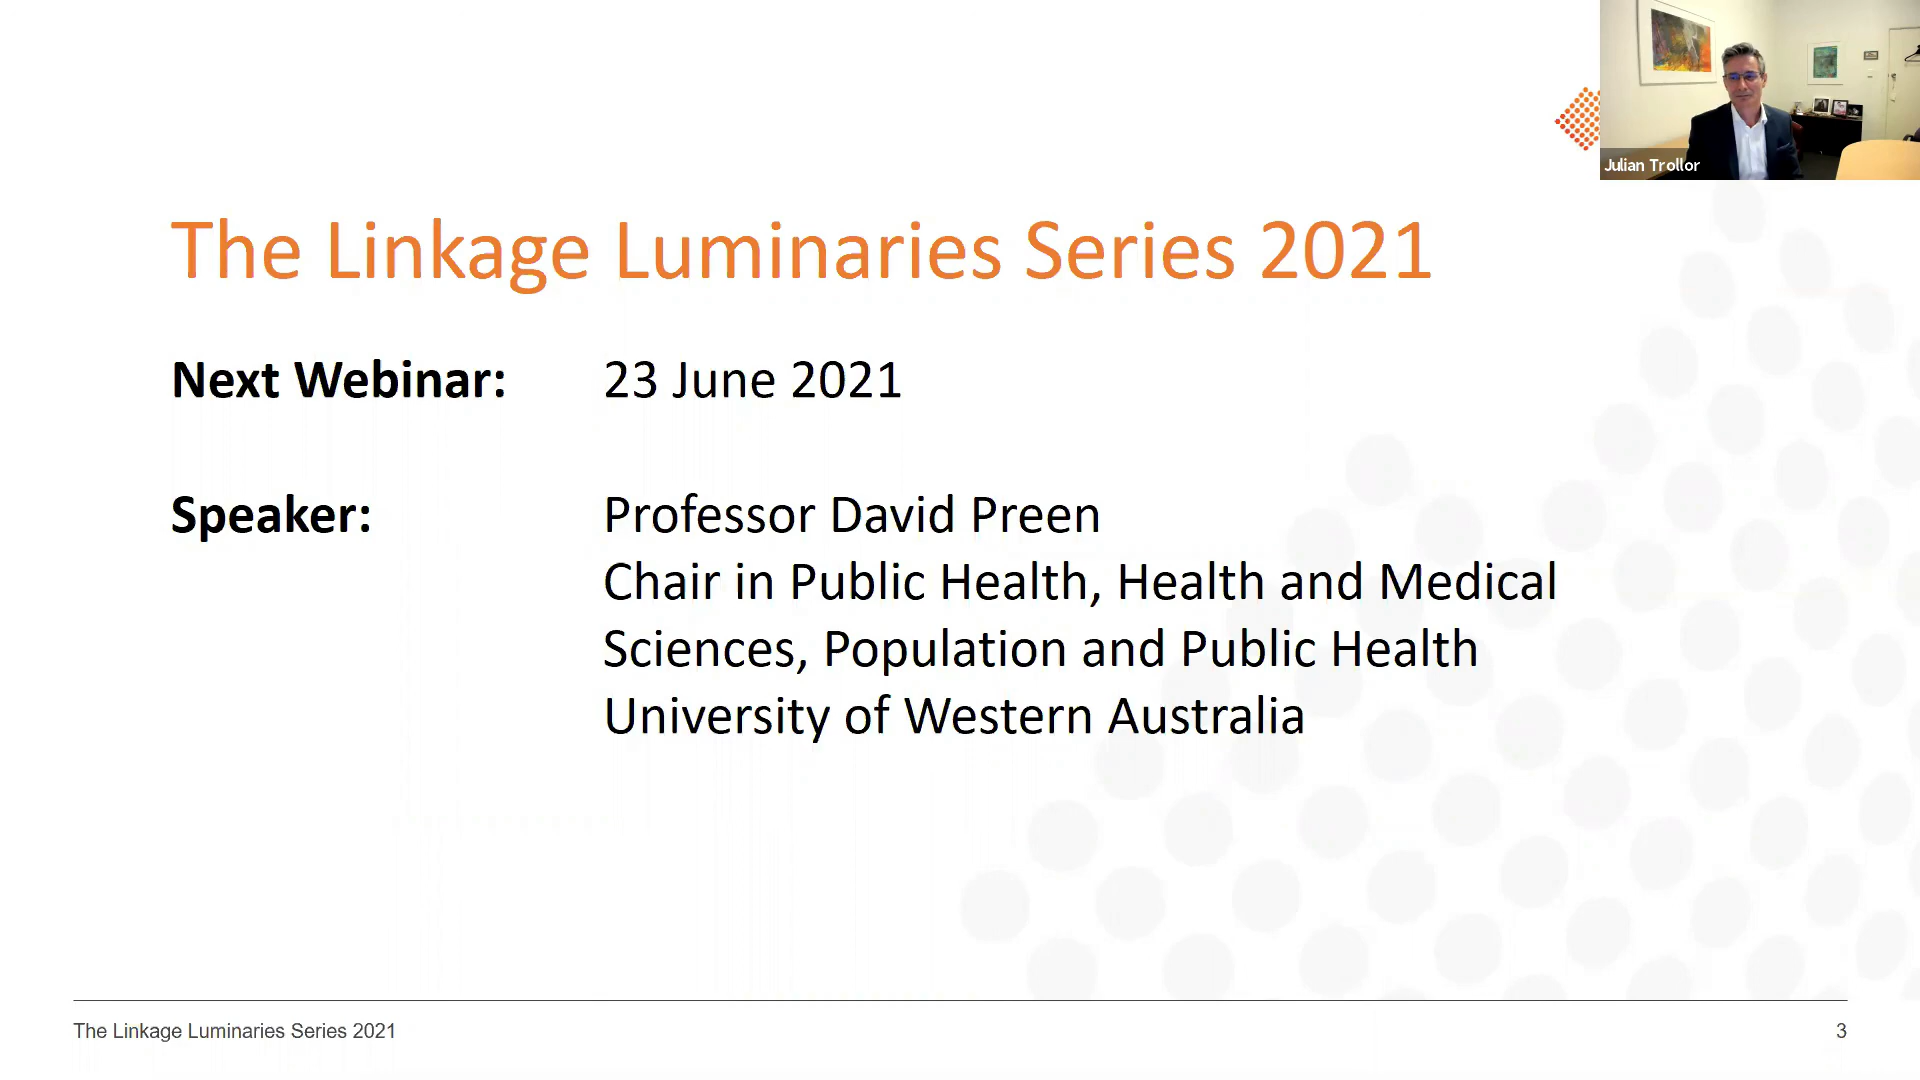 Julian Trollor
The Linkage Luminaries Series 2021
Next Webinar: 23 June 2021
Speaker: Professor David Preen
Chair in Public Health, Health and Medical
Sciences, Population and Public Health
University of Western Australia
The Linkage Luminaries Series 2021
3